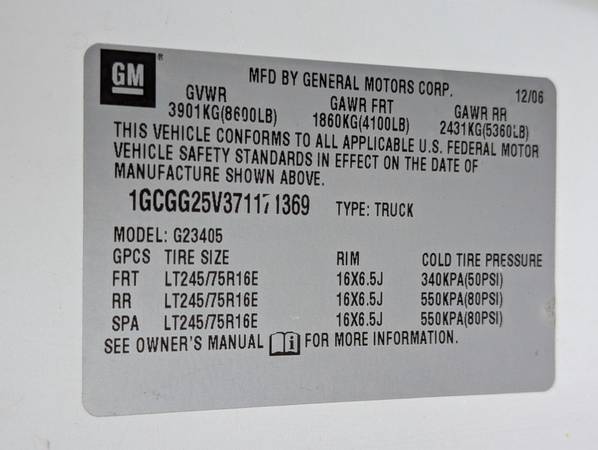 GM
MFD BY GENERAL MOTORS CORP. 12/06
GVWR GAWR FRT GAWR RR
3901KG(8600LB) 1860KG(4100LB) 2431KG(5360LB)
THIS VEHICLE CONFORMS TO ALL APPLICABLE U.S. FEDERAL MOTOR
VEHICLE SAFETY STANDARDS IN EFFECT ON THE DATE OF
MANUFACTURE SHOWN ABOVE.
1GCGG25V371171369 TYPE: TRUCK
MODEL: G23405
GPCS TIRE SIZE RIM COLD TIRE PRESSURE
FRT LT245/75R16E 16X6.5J 340KPA(50PSI)
RR LT245/75R16E 16X6.5J 550KPA(80PSI)
SPA LT245/75R16E 16X6.5J 550KPA(80PSI)
SEE OWNER'S MANUAL i FOR MORE INFORMATION.